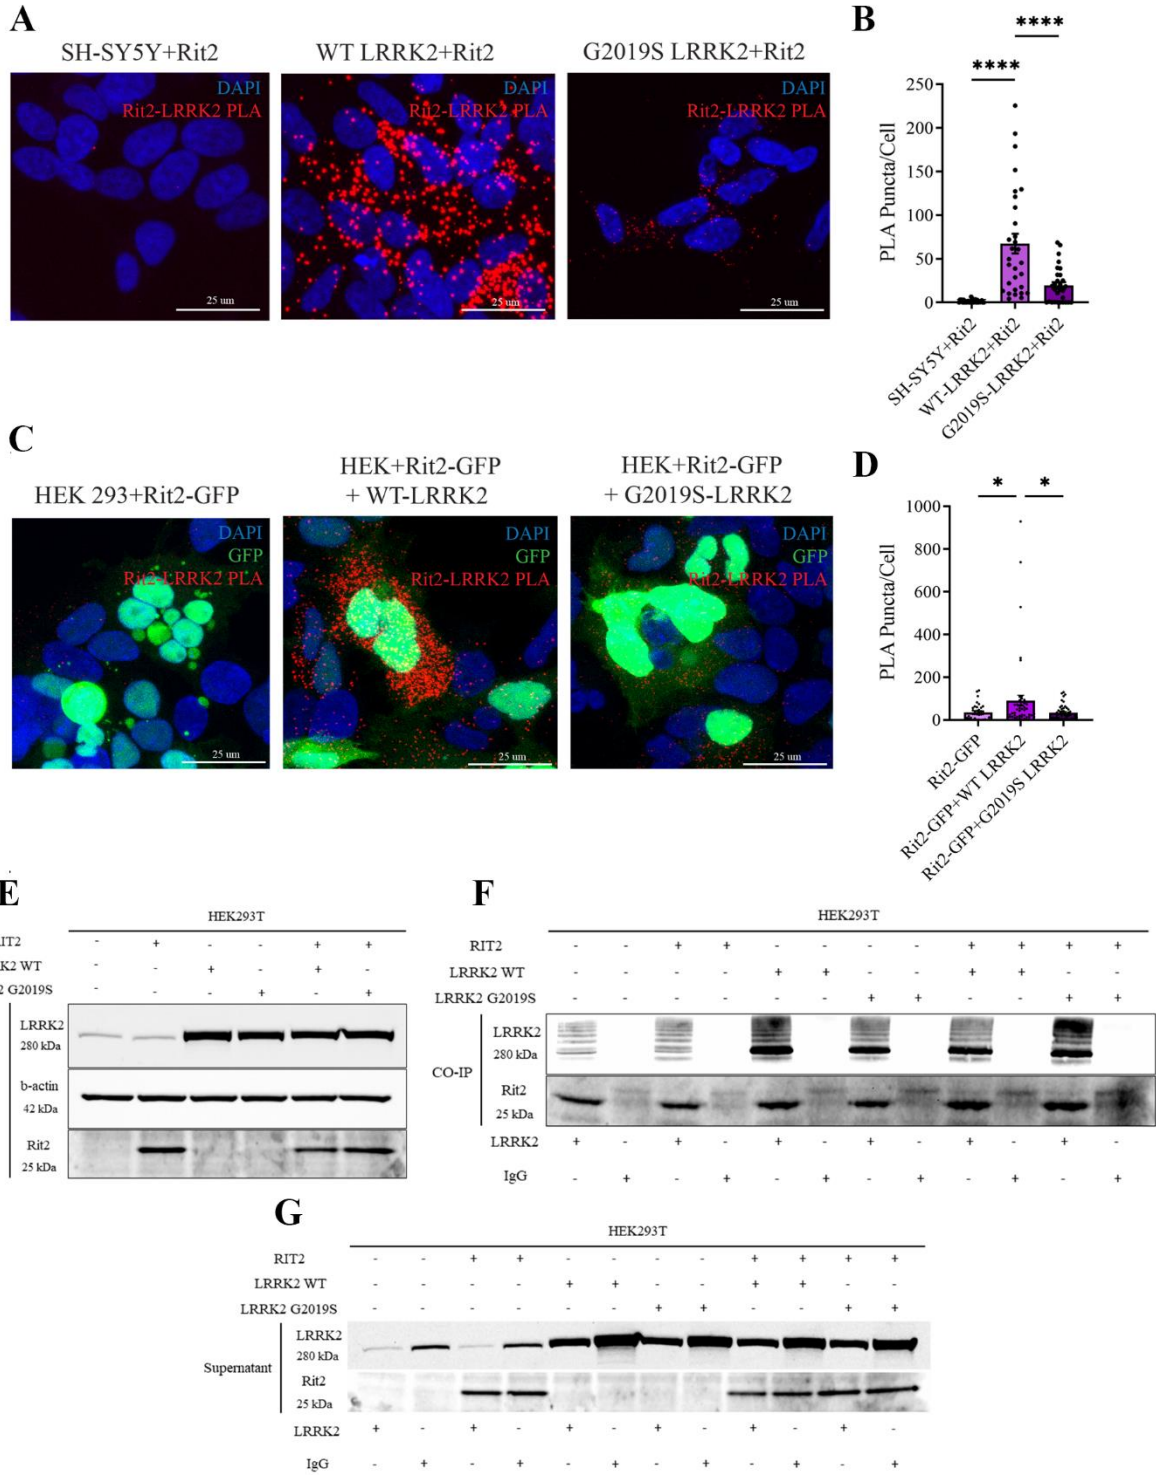 A
SH-SY5Y+Rit2
WT LRRK2+Rit2
G2019S LRRK2+Rit2
DAPI
Rit2-LRRK2 PLA
25 um
DAPI
Rit2-LRRK2 PLA
25 um
DAPI
Rit2-LRRK2 PLA
25 um
B
****
****
PLA Puncta/Cell
250
200
150
100
50
0
SH-SY5Y+Rit2
WT-LRRK2+Rit2
G2019S-LRRK2+Rit2
C
HEK 293+Rit2-GFP
HEK+Rit2-GFP
+ WT-LRRK2
HEK+Rit2-GFP
+ G2019S-LRRK2
DAPI
GFP
Rit2-LRRK2 PLA
25 um
DAPI
GFP
Rit2-LRRK2 PLA
25 um
DAPI
GFP
Rit2-LRRK2 PLA
25 um
D
* *
PLA Puncta/Cell
1000
800
600
400
200
0
Rit2-GFP
Rit2-GFP+WT LRRK2
Rit2-GFP+G2019S LRRK2
E
HEK293T
IT2 - + - - + +
K2 WT - - + - + -
2 G2019S - - - + - +
LRRK2
280 kDa
b-actin
42 kDa
Rit2
25 kDa
F
HEK293T
RIT2 - - + + - - - - + + + +
LRRK2 WT - - - - + + - - + + - -
LRRK2 G2019S - - - - - - + + - - + +
CO-IP
LRRK2
280 kDa
Rit2
25 kDa
LRRK2 + - + - + - + - + - + -
IgG - + - + - + - + - + - +
G
HEK293T
RIT2 - - + + - - - - + + + +
LRRK2 WT - - - - + + - - + + - -
LRRK2 G2019S - - - - - - + + - - + +
Supernatant
LRRK2
280 kDa
Rit2
25 kDa
LRRK2 + - + - + - + - + - + -
IgG - + - + - + - + - + - +